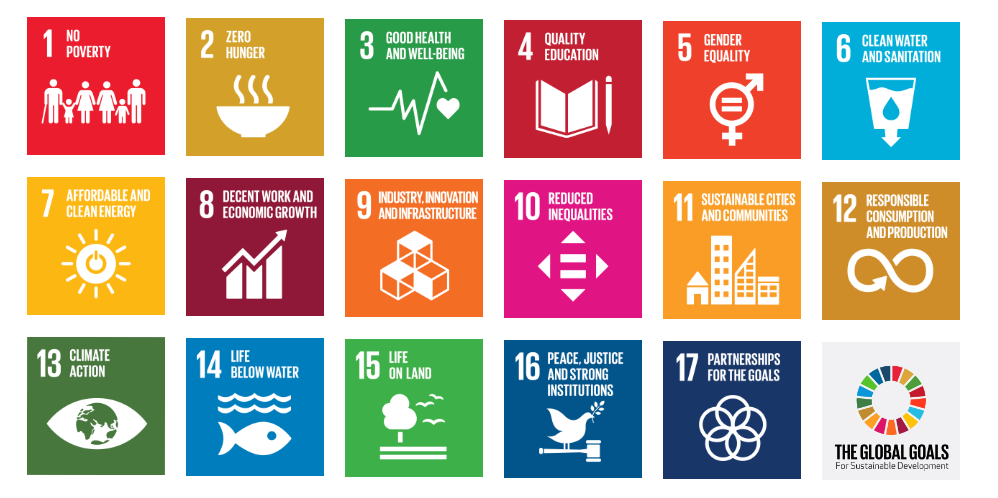 1 NO
POVERTY
2 ZERO
HUNGER
3 GOOD HEALTH
AND WELL-BEING
4 QUALITY
EDUCATION
5 GENDER
EQUALITY
6 CLEAN WATER
AND SANITATION
7 AFFORDABLE AND
CLEAN ENERGY
8 DECENT WORK AND
ECONOMIC GROWTH
9 INDUSTRY, INNOVATION
AND INFRASTRUCTURE
10 REDUCED
INEQUALITIES
11 SUSTAINABLE CITIES
AND COMMUNITIES
12 RESPONSIBLE
CONSUMPTION
AND PRODUCTION
13 CLIMATE
ACTION
14 LIFE
BELOW WATER
15 LIFE
ON LAND
16 PEACE, JUSTICE
AND STRONG
INSTITUTIONS
17 PARTNERSHIPS
FOR THE GOALS
THE GLOBAL GOALS
For Sustainable Development